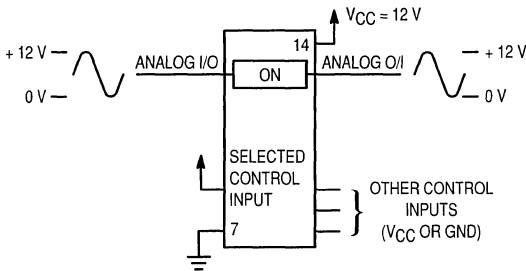 VCC = 12 V
14
+ 12 V
ANALOG I/O
ON
ANALOG O/I
+ 12 V
0 V
0 V
SELECTED
CONTROL
INPUT
OTHER CONTROL
INPUTS
(VCC OR GND)
7